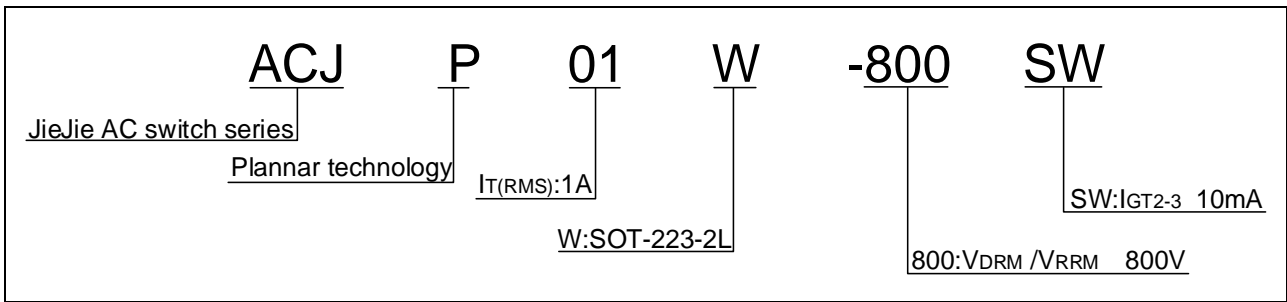 ACJ P 01 W -800 SW
JieJie AC switch series
Plannar technology
IT(RMS):1A
SW:IGT2-3 10mA
W:SOT-223-2L
800:VDRM /VRRM 800V